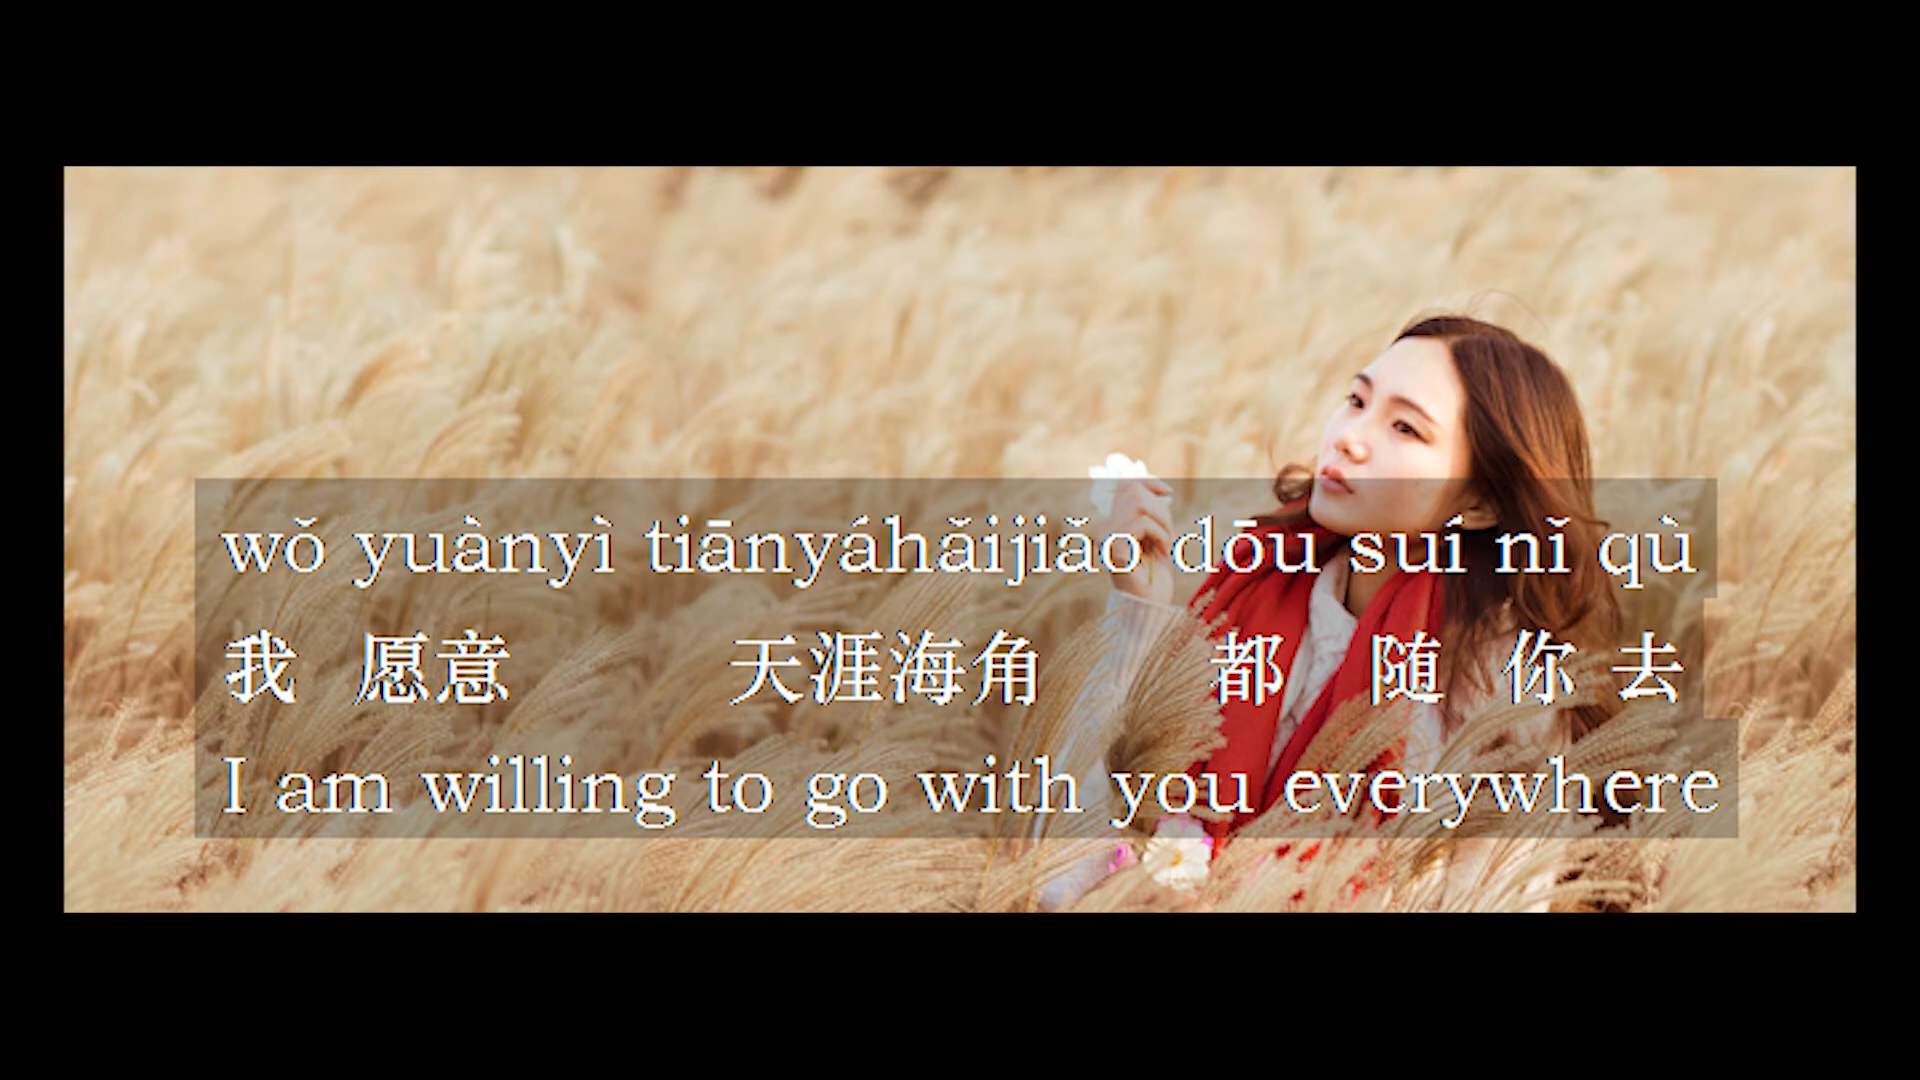 wǒ yuànyì tiānyáhǎijiǎo dōu suí nǐ qù
我 愿意 天涯海角 都 随 你 去
I am willing to go with you everywhere